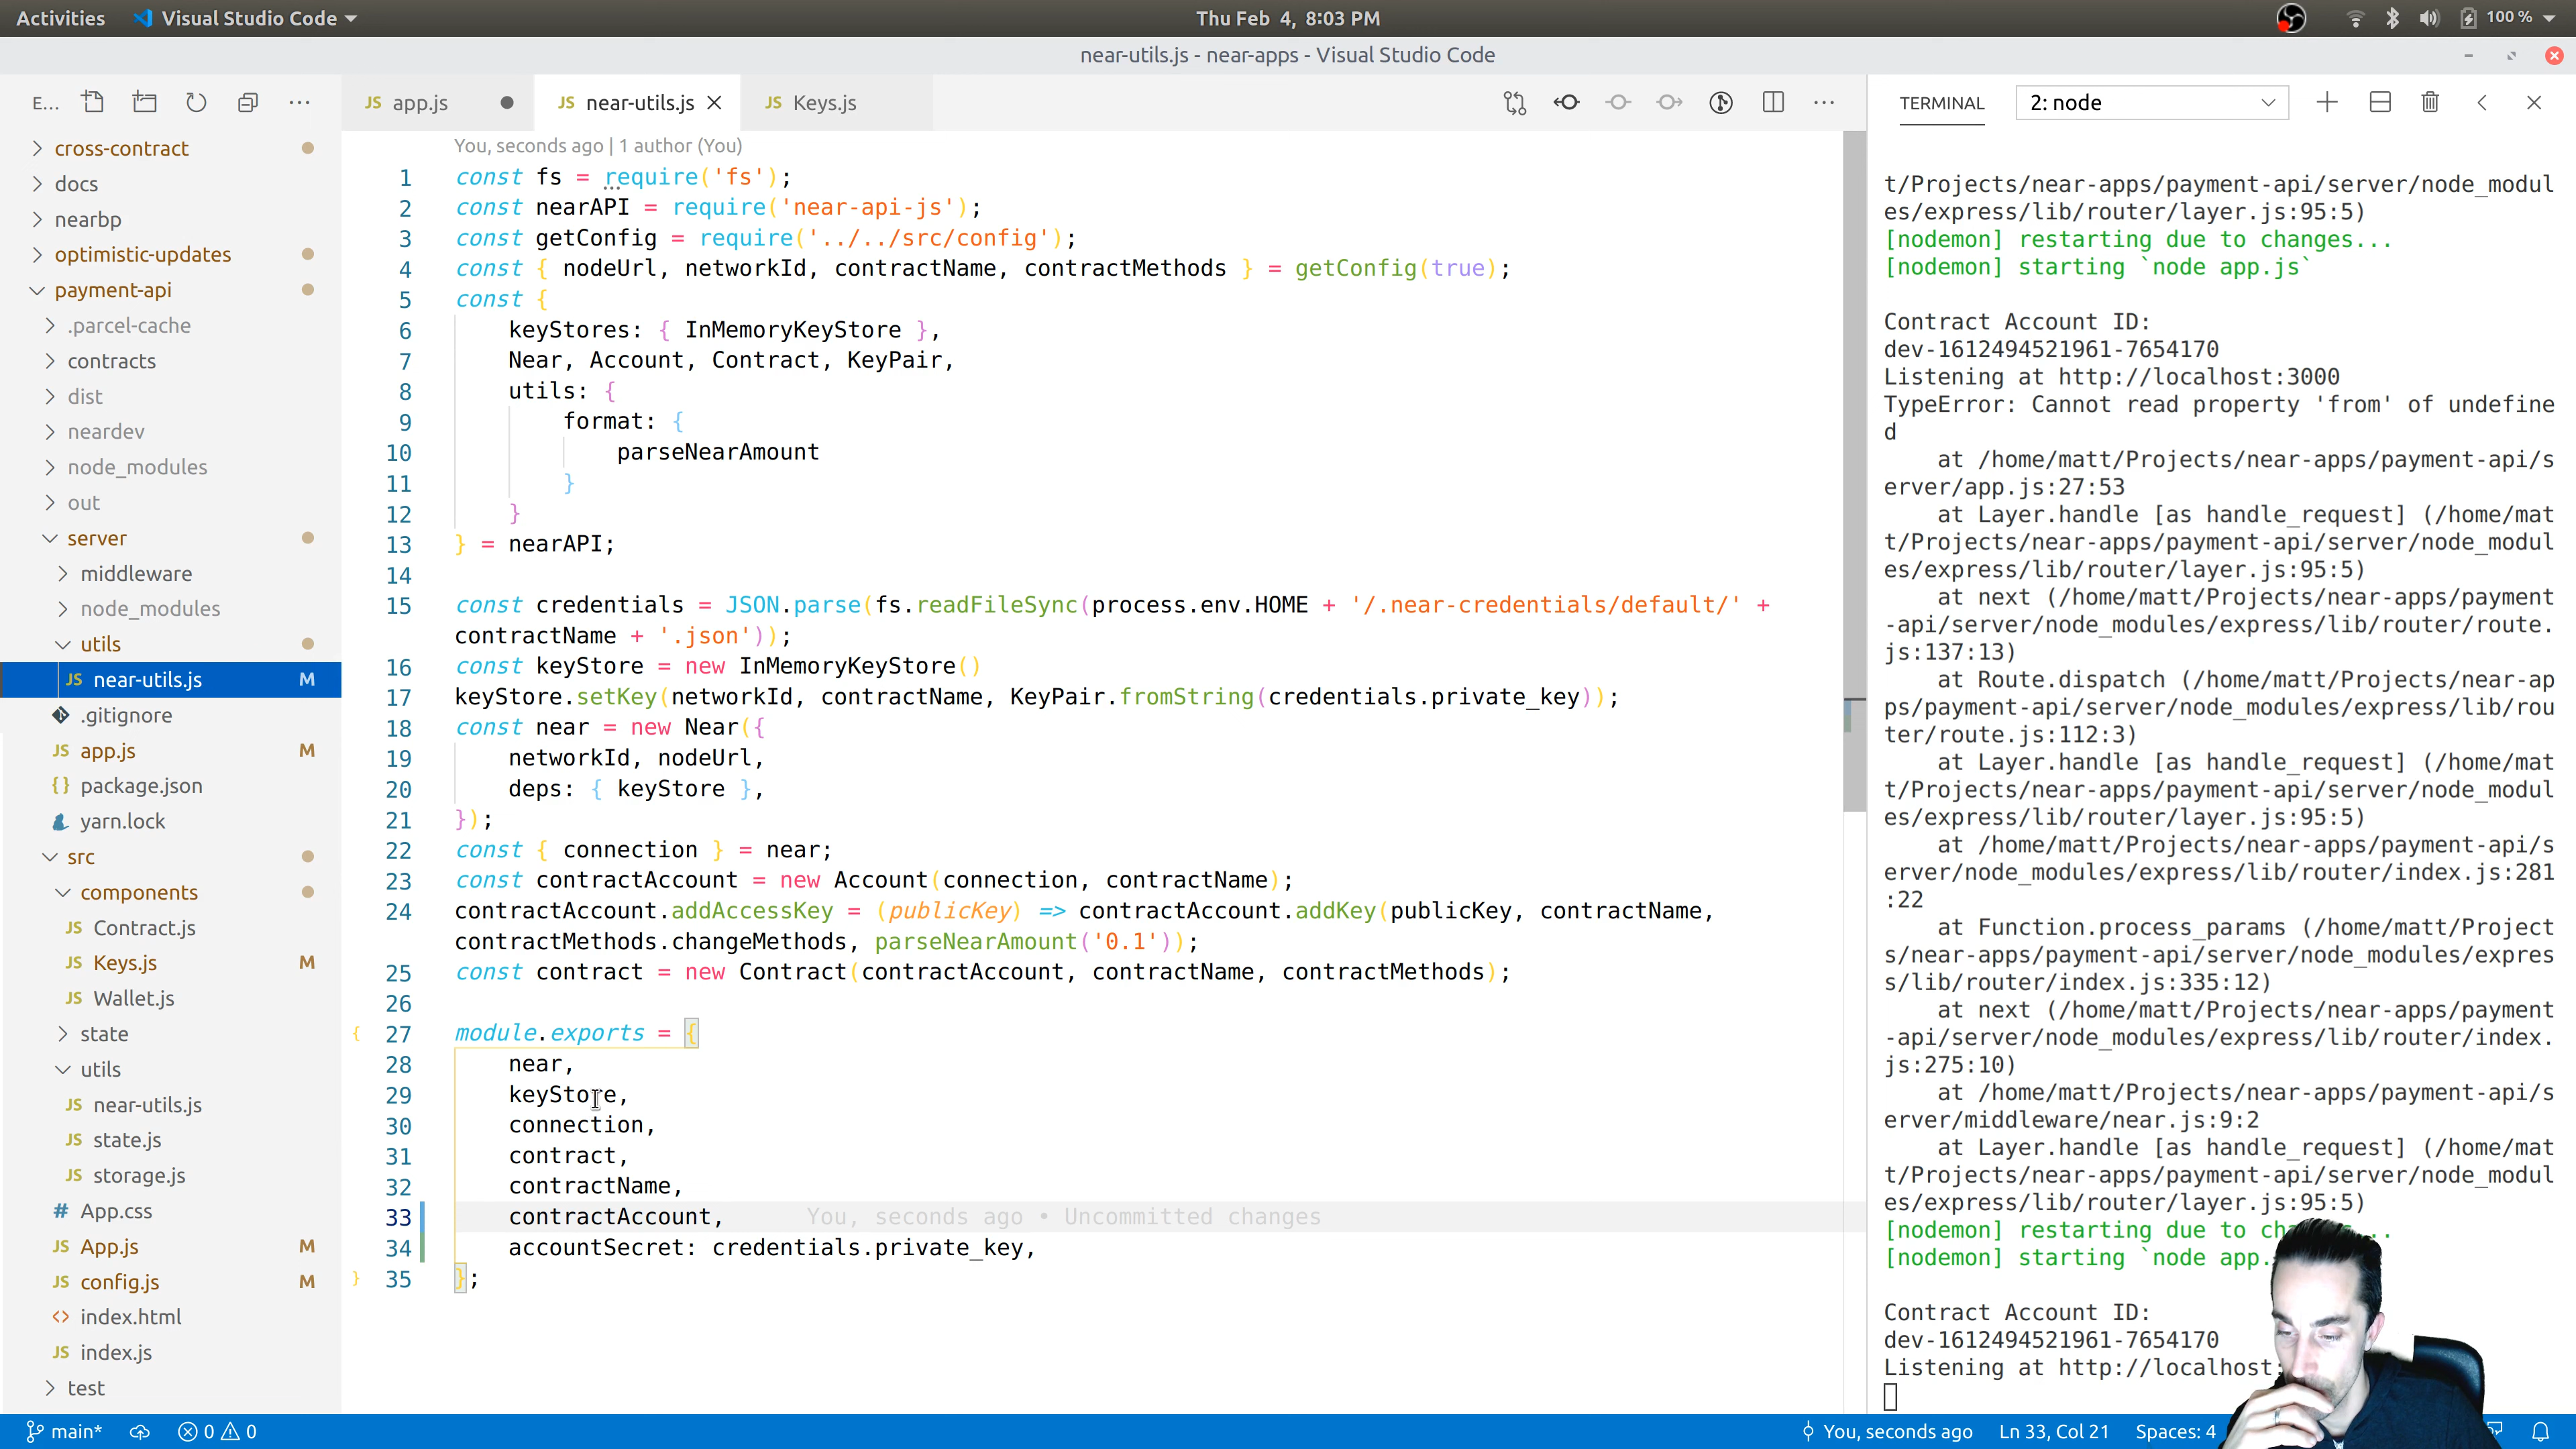 Activities Visual Studio Code Thu Feb 4, 8:03 PM 100 %
near-utils.js - near-apps - Visual Studio Code
E...
cross-contract
docs
nearbp
optimistic-updates
payment-api
.parcel-cache
contracts
dist
neardev
node_modules
out
server
middleware
node_modules
utils
JS near-utils.js M
.gitignore
JS app.js M
{} package.json
yarn.lock
src
components
JS Contract.js
JS Keys.js M
JS Wallet.js
state
utils
JS near-utils.js
JS state.js
JS storage.js
# App.css
JS App.js M
JS config.js M
<> index.html
JS index.js
test
JS app.js JS near-utils.js JS Keys.js
You, seconds ago | 1 author (You)
1 const fs = require('fs');
2 const nearAPI = require('near-api-js');
3 const getConfig = require('../../src/config');
4 const { nodeUrl, networkId, contractName, contractMethods } = getConfig(true);
5 const {
6 keyStores: { InMemoryKeyStore },
7 Near, Account, Contract, KeyPair,
8 utils: {
9 format: {
10 parseNearAmount
11 }
12 }
13 } = nearAPI;
14
15 const credentials = JSON.parse(fs.readFileSync(process.env.HOME + '/.near-credentials/default/' +
contractName + '.json'));
16 const keyStore = new InMemoryKeyStore()
17 keyStore.setKey(networkId, contractName, KeyPair.fromString(credentials.private_key));
18 const near = new Near({
19 networkId, nodeUrl,
20 deps: { keyStore },
21 });
22 const { connection } = near;
23 const contractAccount = new Account(connection, contractName);
24 contractAccount.addAccessKey = (publicKey) => contractAccount.addKey(publicKey, contractName,
contractMethods.changeMethods, parseNearAmount('0.1'));
25 const contract = new Contract(contractAccount, contractName, contractMethods);
26
{ 27 module.exports = {
28 near,
29 keyStore,
30 connection,
31 contract,
32 contractName,
33 contractAccount, You, seconds ago • Uncommitted changes
34 accountSecret: credentials.private_key,
} 35 };
TERMINAL 2: node
t/Projects/near-apps/payment-api/server/node_modul
es/express/lib/router/layer.js:95:5)
[nodemon] restarting due to changes...
[nodemon] starting `node app.js`
Contract Account ID:
dev-1612494521961-7654170
Listening at http://localhost:3000
TypeError: Cannot read property 'from' of undefine
d
at /home/matt/Projects/near-apps/payment-api/s
erver/app.js:27:53
at Layer.handle [as handle_request] (/home/mat
t/Projects/near-apps/payment-api/server/node_modul
es/express/lib/router/layer.js:95:5)
at next (/home/matt/Projects/near-apps/payment
-api/server/node_modules/express/lib/router/route.
js:137:13)
at Route.dispatch (/home/matt/Projects/near-ap
ps/payment-api/server/node_modules/express/lib/rou
ter/route.js:112:3)
at Layer.handle [as handle_request] (/home/mat
t/Projects/near-apps/payment-api/server/node_modul
es/express/lib/router/layer.js:95:5)
at /home/matt/Projects/near-apps/payment-api/s
erver/node_modules/express/lib/router/index.js:281
:22
at Function.process_params (/home/matt/Project
s/near-apps/payment-api/server/node_modules/expres
s/lib/router/index.js:335:12)
at next (/home/matt/Projects/near-apps/payment
-api/server/node_modules/express/lib/router/index.
js:275:10)
at /home/matt/Projects/near-apps/payment-api/s
erver/middleware/near.js:9:2
at Layer.handle [as handle_request] (/home/mat
t/Projects/near-apps/payment-api/server/node_modul
es/express/lib/router/layer.js:95:5)
[nodemon] restarting due to
[nodemon] starting `node app.
Contract Account ID:
dev-1612494521961-7654170
Listening at http://localhost:
main* 0 0 You, seconds ago Ln 33, Col 21 Spaces: 4